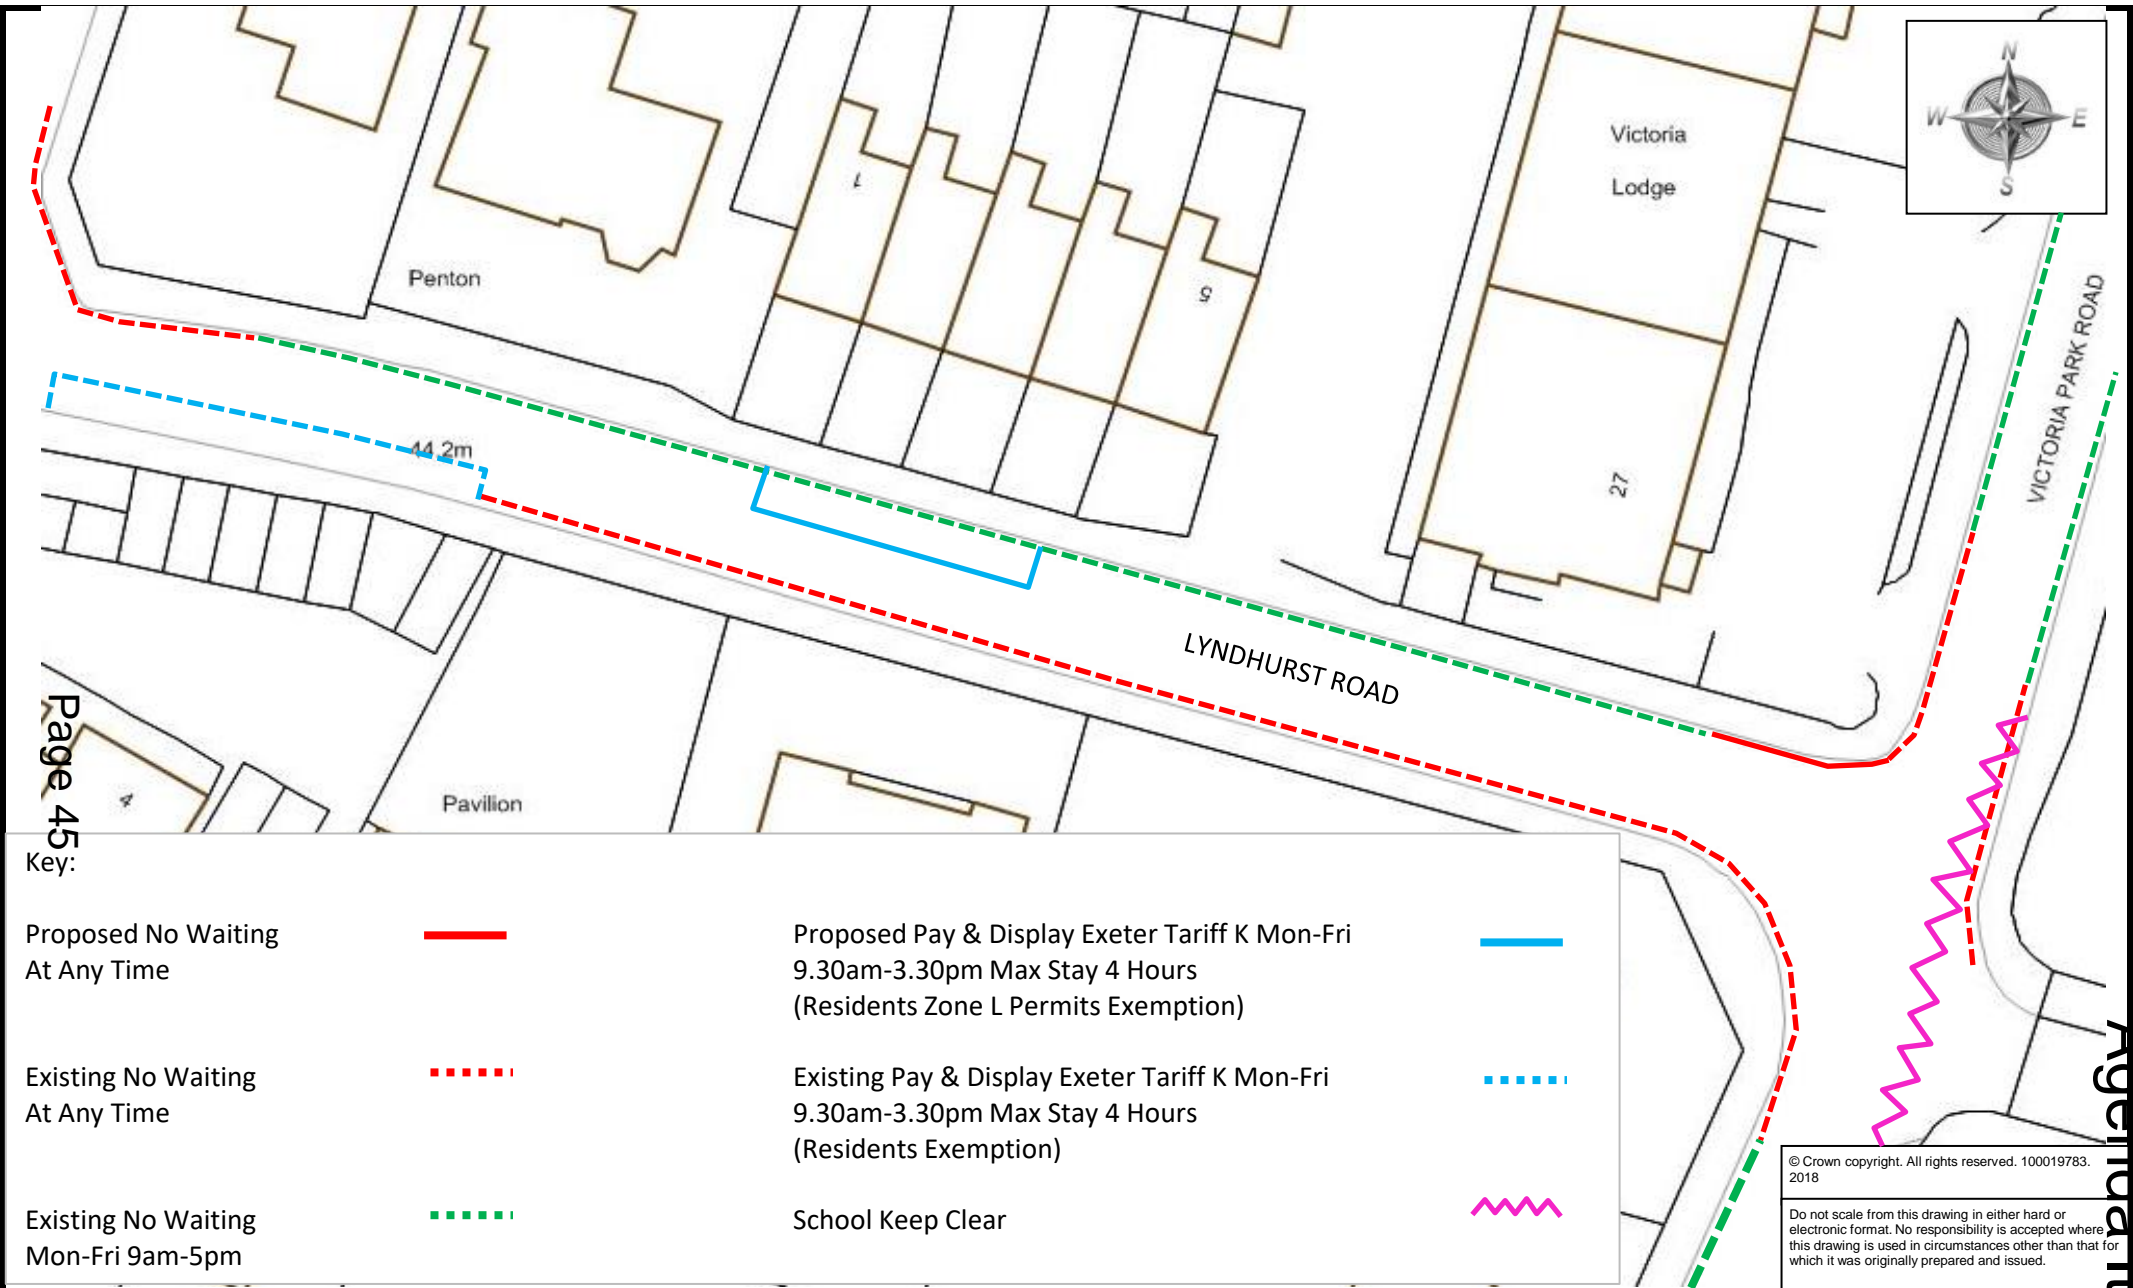 N
W E
S
Victoria
Lodge
1
5
Penton
27
VICTORIA PARK ROAD
44.2m
LYNDHURST ROAD
4
Pavilion
Page 45
Key:
Proposed No Waiting
At Any Time
Existing No Waiting
At Any Time
Existing No Waiting
Mon-Fri 9am-5pm
Proposed Pay & Display Exeter Tariff K Mon-Fri
9.30am-3.30pm Max Stay 4 Hours
(Residents Zone L Permits Exemption)
Existing Pay & Display Exeter Tariff K Mon-Fri
9.30am-3.30pm Max Stay 4 Hours
(Residents Exemption)
School Keep Clear
© Crown copyright. All rights reserved. 100019783.
2018
Do not scale from this drawing in either hard or
electronic format. No responsibility is accepted where
this drawing is used in circumstances other than that for
which it was originally prepared and issued.
Agenda